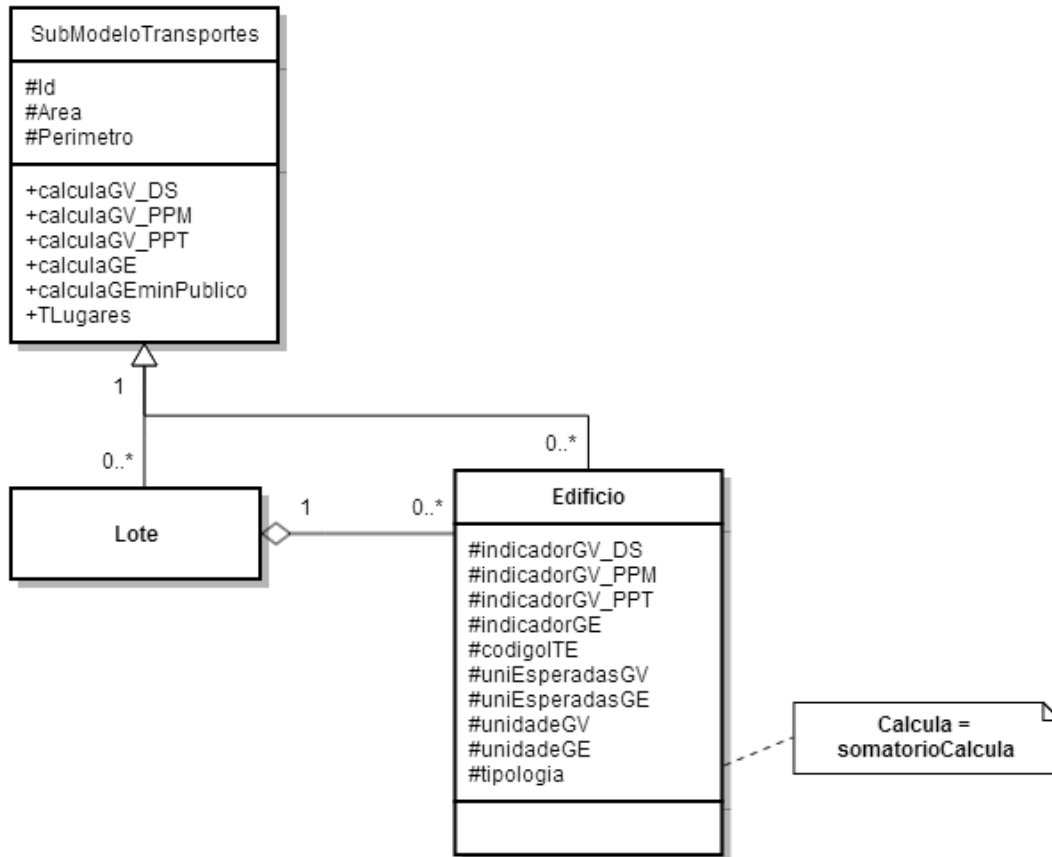 SubModeloTransportes
#Id
#Area
#Perimetro
+calculaGV_DS
+calculaGV_PPM
+calculaGV_PPT
+calculaGE
+calculaGEminPublico
+TLugares
1
0..*
0..*
Lote
1
0..*
Edificio
#indicadorGV_DS
#indicadorGV_PPM
#indicadorGV_PPT
#indicadorGE
#codigoITE
#uniEsperadasGV
#uniEsperadasGE
#unidadeGV
#unidadeGE
#tipologia
Calcula =
somatorioCalcula